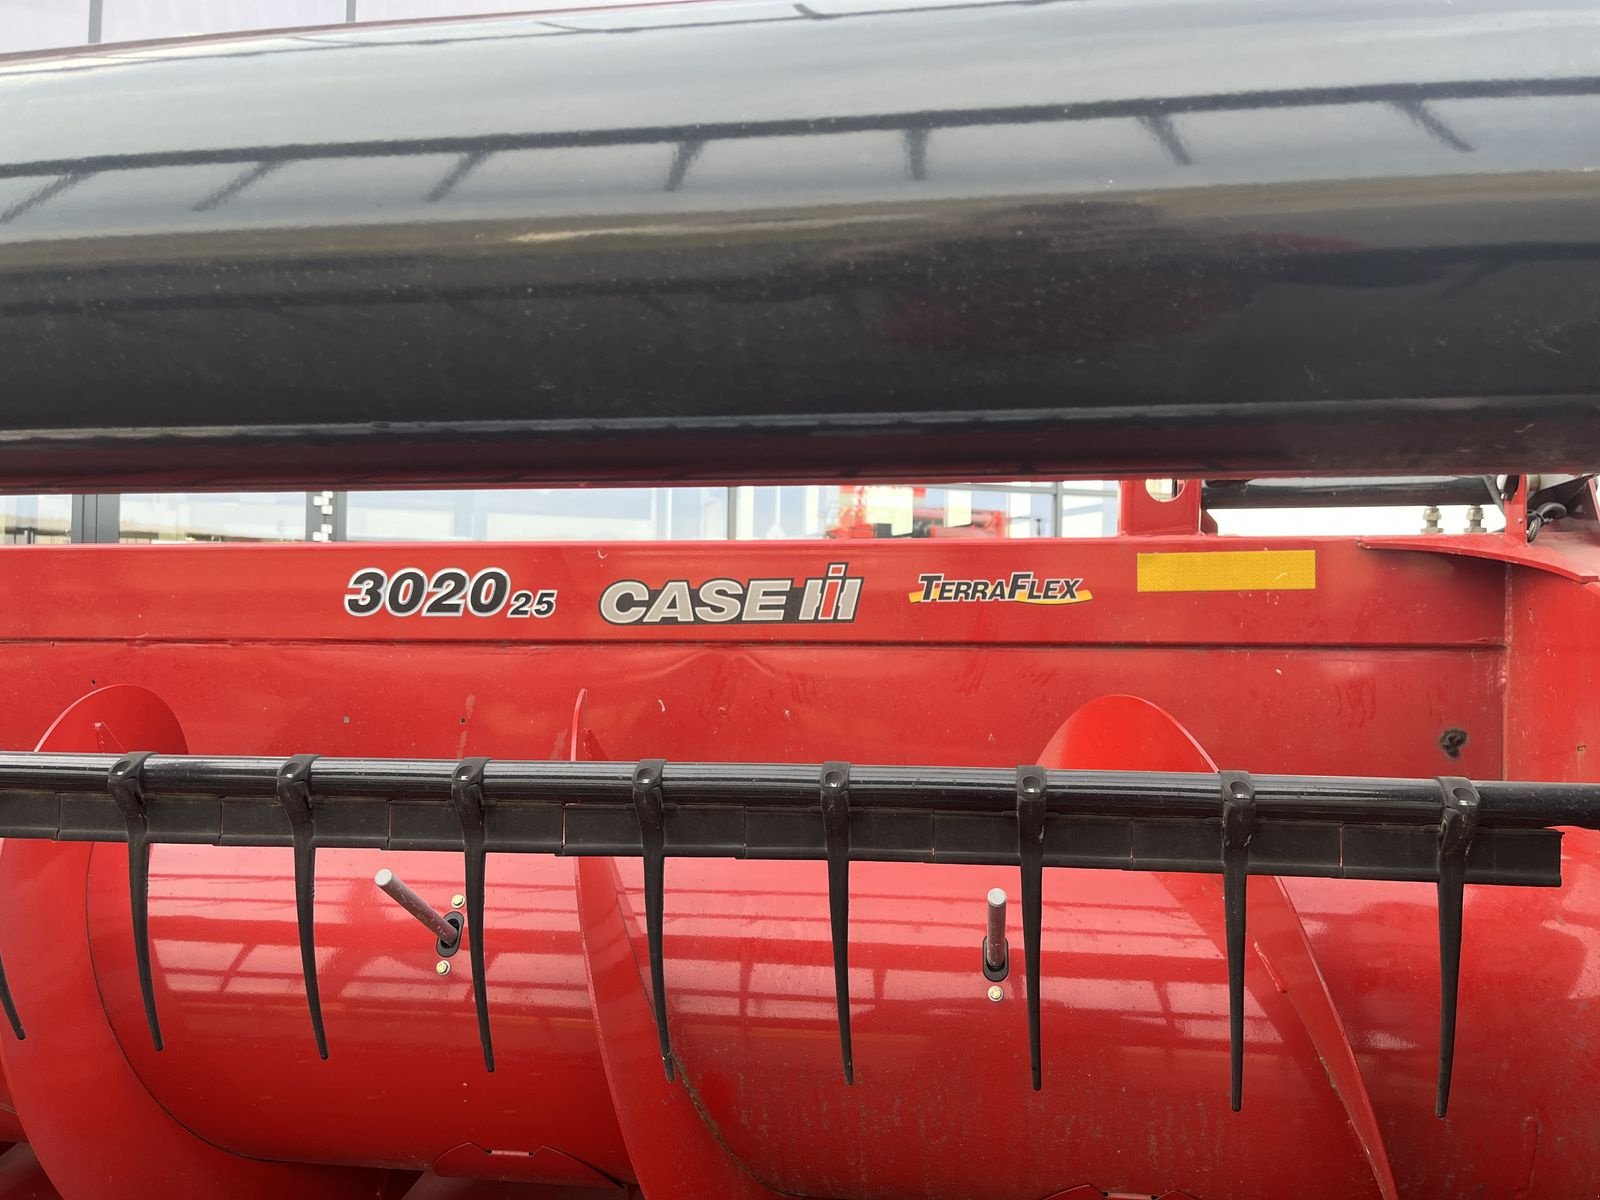 3020 25 CASE IH TERRAFLEX